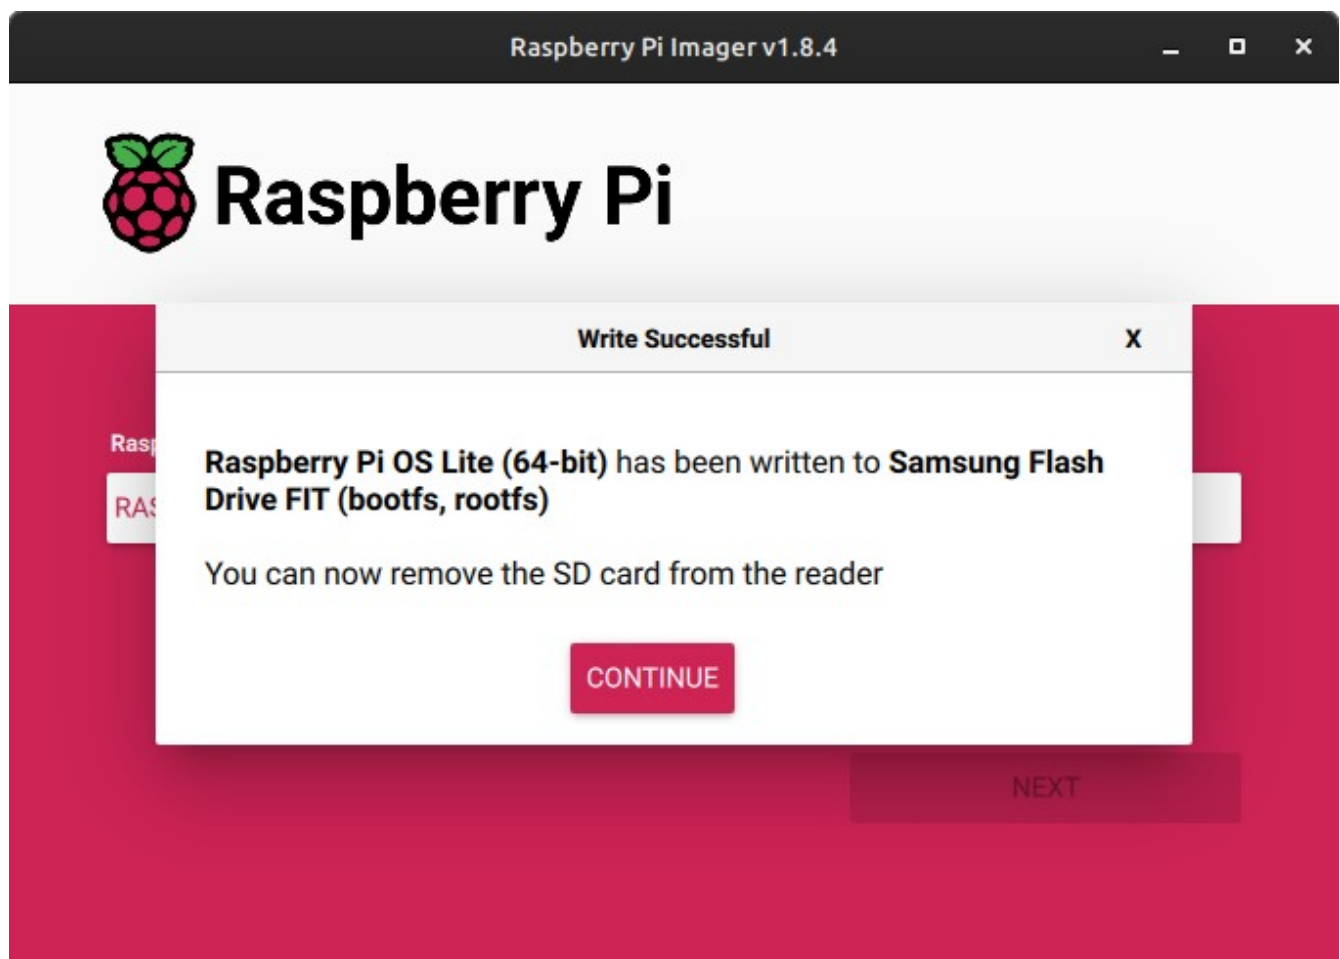 Raspberry Pi Imager v1.8.4
Raspberry Pi
Write Successful X
Rasp
Raspberry Pi OS Lite (64-bit) has been written to Samsung Flash
Drive FIT (bootfs, rootfs)
RAS
You can now remove the SD card from the reader
CONTINUE
NEXT